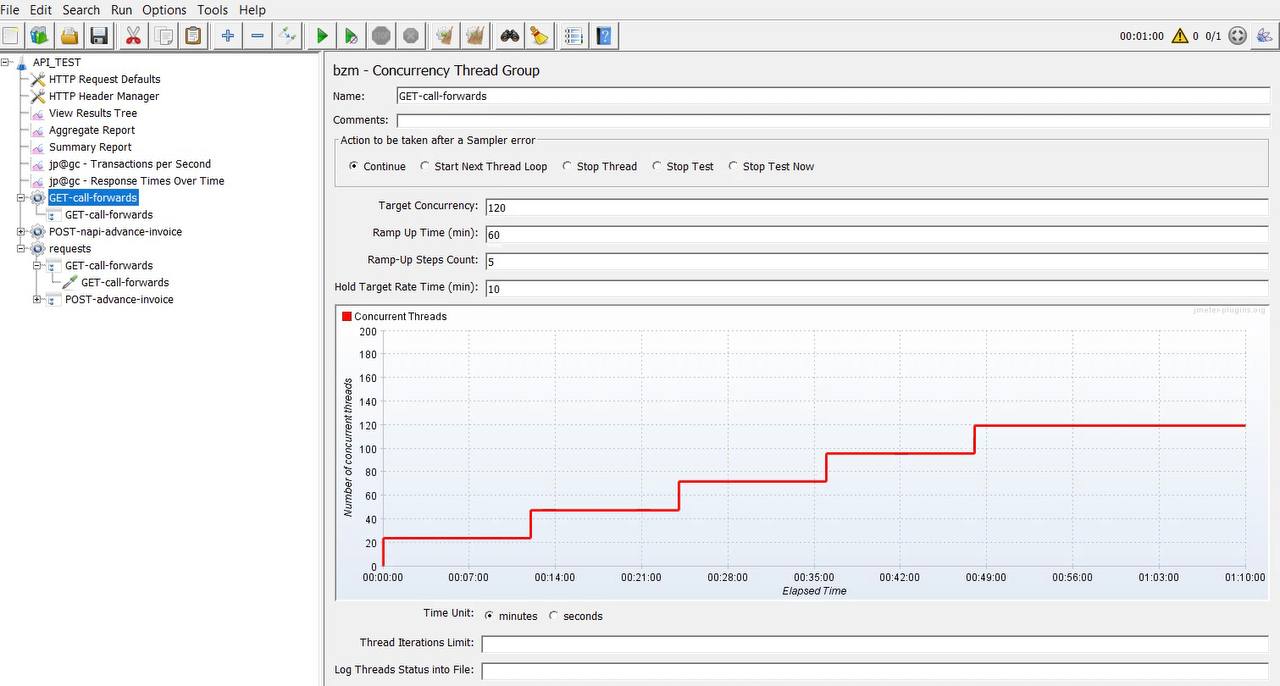 File Edit Search Run Options Tools Help
00:01:00 0 0/1
API_TEST
HTTP Request Defaults
HTTP Header Manager
View Results Tree
Aggregate Report
Summary Report
jp@gc - Transactions per Second
jp@gc - Response Times Over Time
GET-call-forwards
GET-call-forwards
POST-napi-advance-invoice
requests
GET-call-forwards
GET-call-forwards
POST-advance-invoice
bzm - Concurrency Thread Group
Name: GET-call-forwards
Comments:
Action to be taken after a Sampler error
Continue Start Next Thread Loop Stop Thread Stop Test Stop Test Now
Target Concurrency: 120
Ramp Up Time (min): 60
Ramp-Up Steps Count: 5
Hold Target Rate Time (min): 10
Concurrent Threads
jmeter-plugins.org
Number of concurrent threads
200
180
160
140
120
100
80
60
40
20
0
00:00:00 00:07:00 00:14:00 00:21:00 00:28:00 00:35:00 00:42:00 00:49:00 00:56:00 01:03:00 01:10:00
Elapsed Time
Time Unit: minutes seconds
Thread Iterations Limit:
Log Threads Status into File: